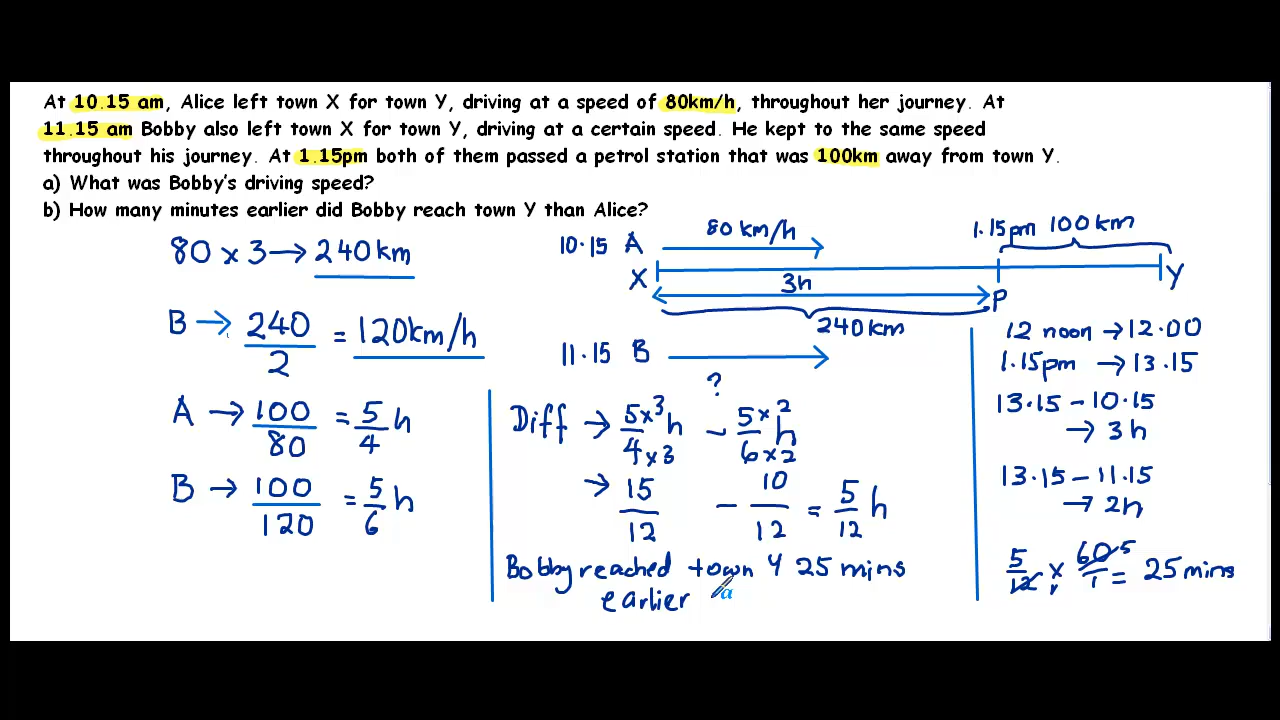 At 10.15 am, Alice left town X for town Y, driving at a speed of 80km/h, throughout her journey. At
11.15 am Bobby also left town X for town Y, driving at a certain speed. He kept to the same speed
throughout his journey. At 1.15pm both of them passed a petrol station that was 100km away from town Y.
a) What was Bobby's driving speed?
b) How many minutes earlier did Bobby reach town Y than Alice?
80 x 3 → 240 km
B → 240/2 = 120km/h
A → 100/80 = 5/4 h
B → 100/120 = 5/6 h
10.15 A 80 km/h 1.15pm 100 km
X 3h P Y
240 km
11.15 B
?
Diff → 5x3/4x3 h - 5x2/6x2 h
→ 15/12 - 10/12 = 5/12 h
Bobby reached town Y 25 mins
earlier
12 noon → 12.00
1.15pm → 13.15
13.15 - 10.15
→ 3h
13.15 - 11.15
→ 2h
5/12 x 60/1 5 = 25 mins